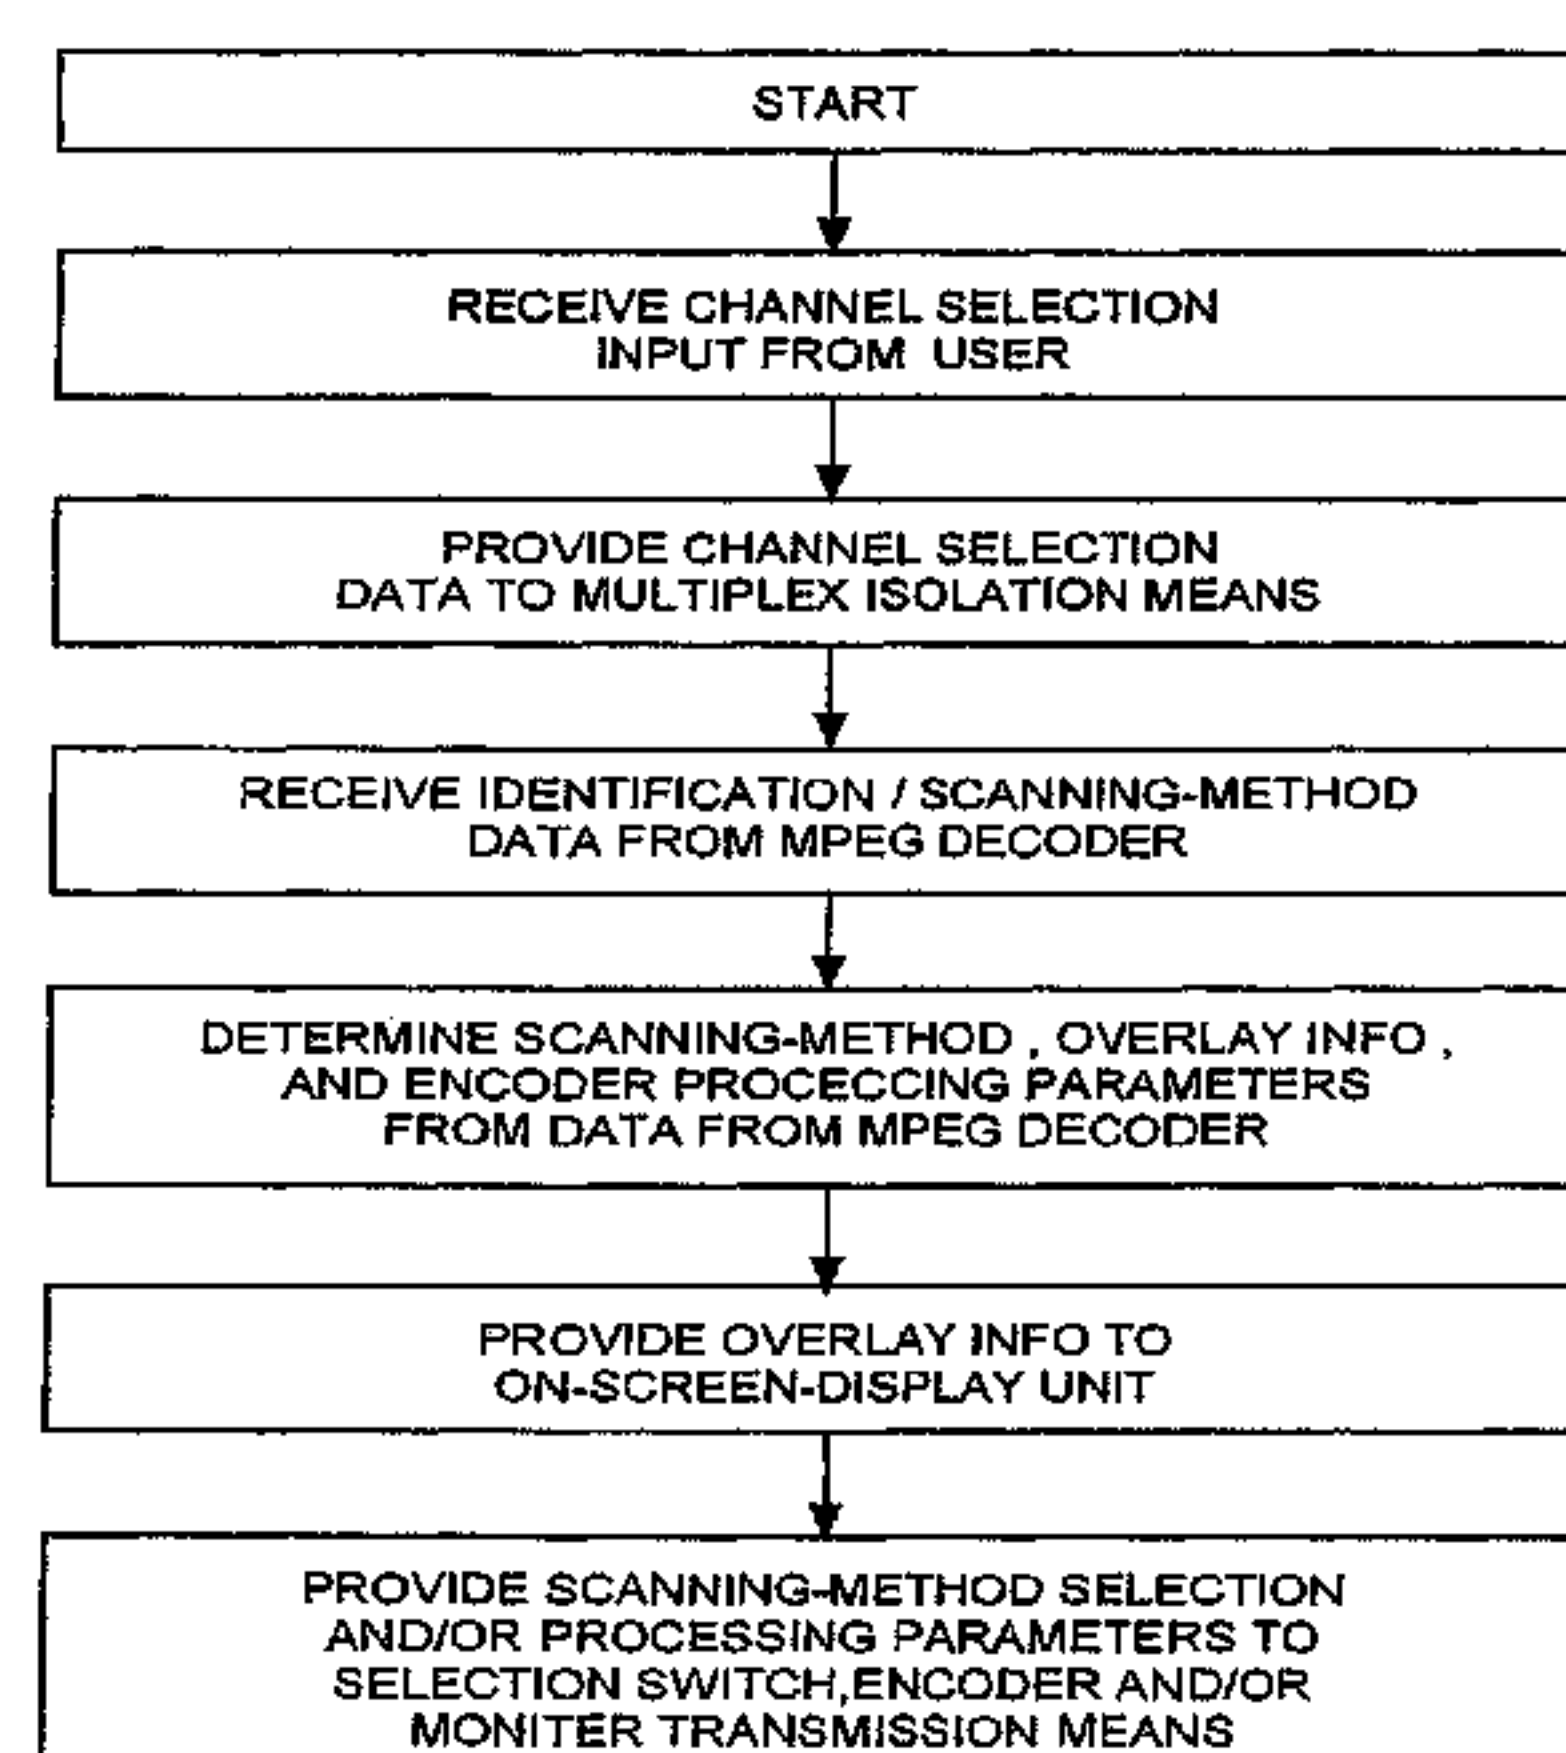 START
RECEIVE CHANNEL SELECTION
INPUT FROM USER
PROVIDE CHANNEL SELECTION
DATA TO MULTIPLEX ISOLATION MEANS
RECEIVE IDENTIFICATION / SCANNING-METHOD
DATA FROM MPEG DECODER
DETERMINE SCANNING-METHOD , OVERLAY INFO ,
AND ENCODER PROCECCING PARAMETERS
FROM DATA FROM MPEG DECODER
PROVIDE OVERLAY INFO TO
ON-SCREEN-DISPLAY UNIT
PROVIDE SCANNING-METHOD SELECTION
AND/OR PROCESSING PARAMETERS TO
SELECTION SWITCH,ENCODER AND/OR
MONITER TRANSMISSION MEANS